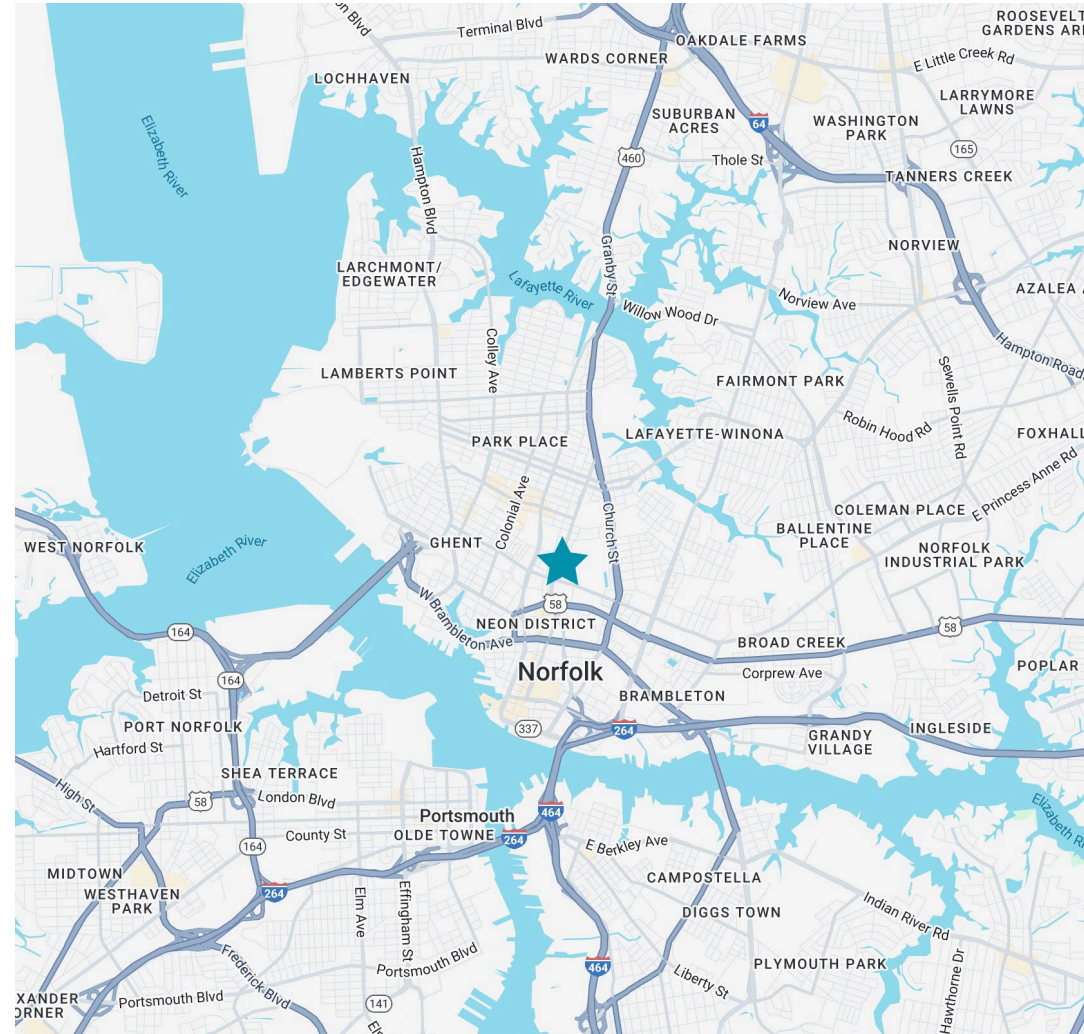 on Blvd
Terminal Blvd
ROOSEVELT
GARDENS ARE
OAKDALE FARMS
WARDS CORNER
E Little Creek Rd
LOCHHAVEN
LARRYMORE
LAWNS
SUBURBAN
ACRES
64
WASHINGTON
PARK
Elizabeth River
460
Thole St
165
Hampton Blvd
TANNERS CREEK
NORVIEW
Granby St
LARCHMONT/
EDGEWATER
Lafayette River
Willow Wood Dr
Norview Ave
AZALEA A
Colley Ave
Hampton Road
LAMBERTS POINT
FAIRMONT PARK
Sewells Point Rd
Robin Hood Rd
PARK PLACE
LAFAYETTE-WINONA
FOXHALL
E Princess Anne Rd
Colonial Ave
Church St
COLEMAN PLACE
BALLENTINE
PLACE
WEST NORFOLK
Elizabeth River
GHENT
NORFOLK
INDUSTRIAL PARK
W Brambleton Ave
58
NEON DISTRICT
164
58
BROAD CREEK
Norfolk
164
Corprew Ave
POPLAR
Detroit St
BRAMBLETON
PORT NORFOLK
337
264
GRANDY
VILLAGE
INGLESIDE
Hartford St
SHEA TERRACE
High St
58
London Blvd
Portsmouth
464
Elizabeth Ri
County St
OLDE TOWNE
264
164
E Berkley Ave
MIDTOWN
CAMPOSTELLA
WESTHAVEN
PARK
264
Elm Ave
Effingham St
DIGGS TOWN
Indian River Rd
Frederick Blvd
Portsmouth Blvd
464
Liberty St
PLYMOUTH PARK
Hawthorne Dr
XANDER
ORNER
Portsmouth Blvd
141